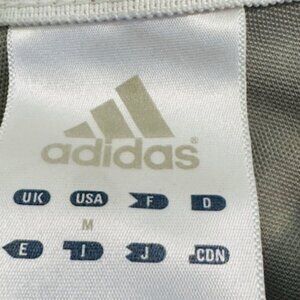 adidas®
UK USA F D
M
E I J CDN